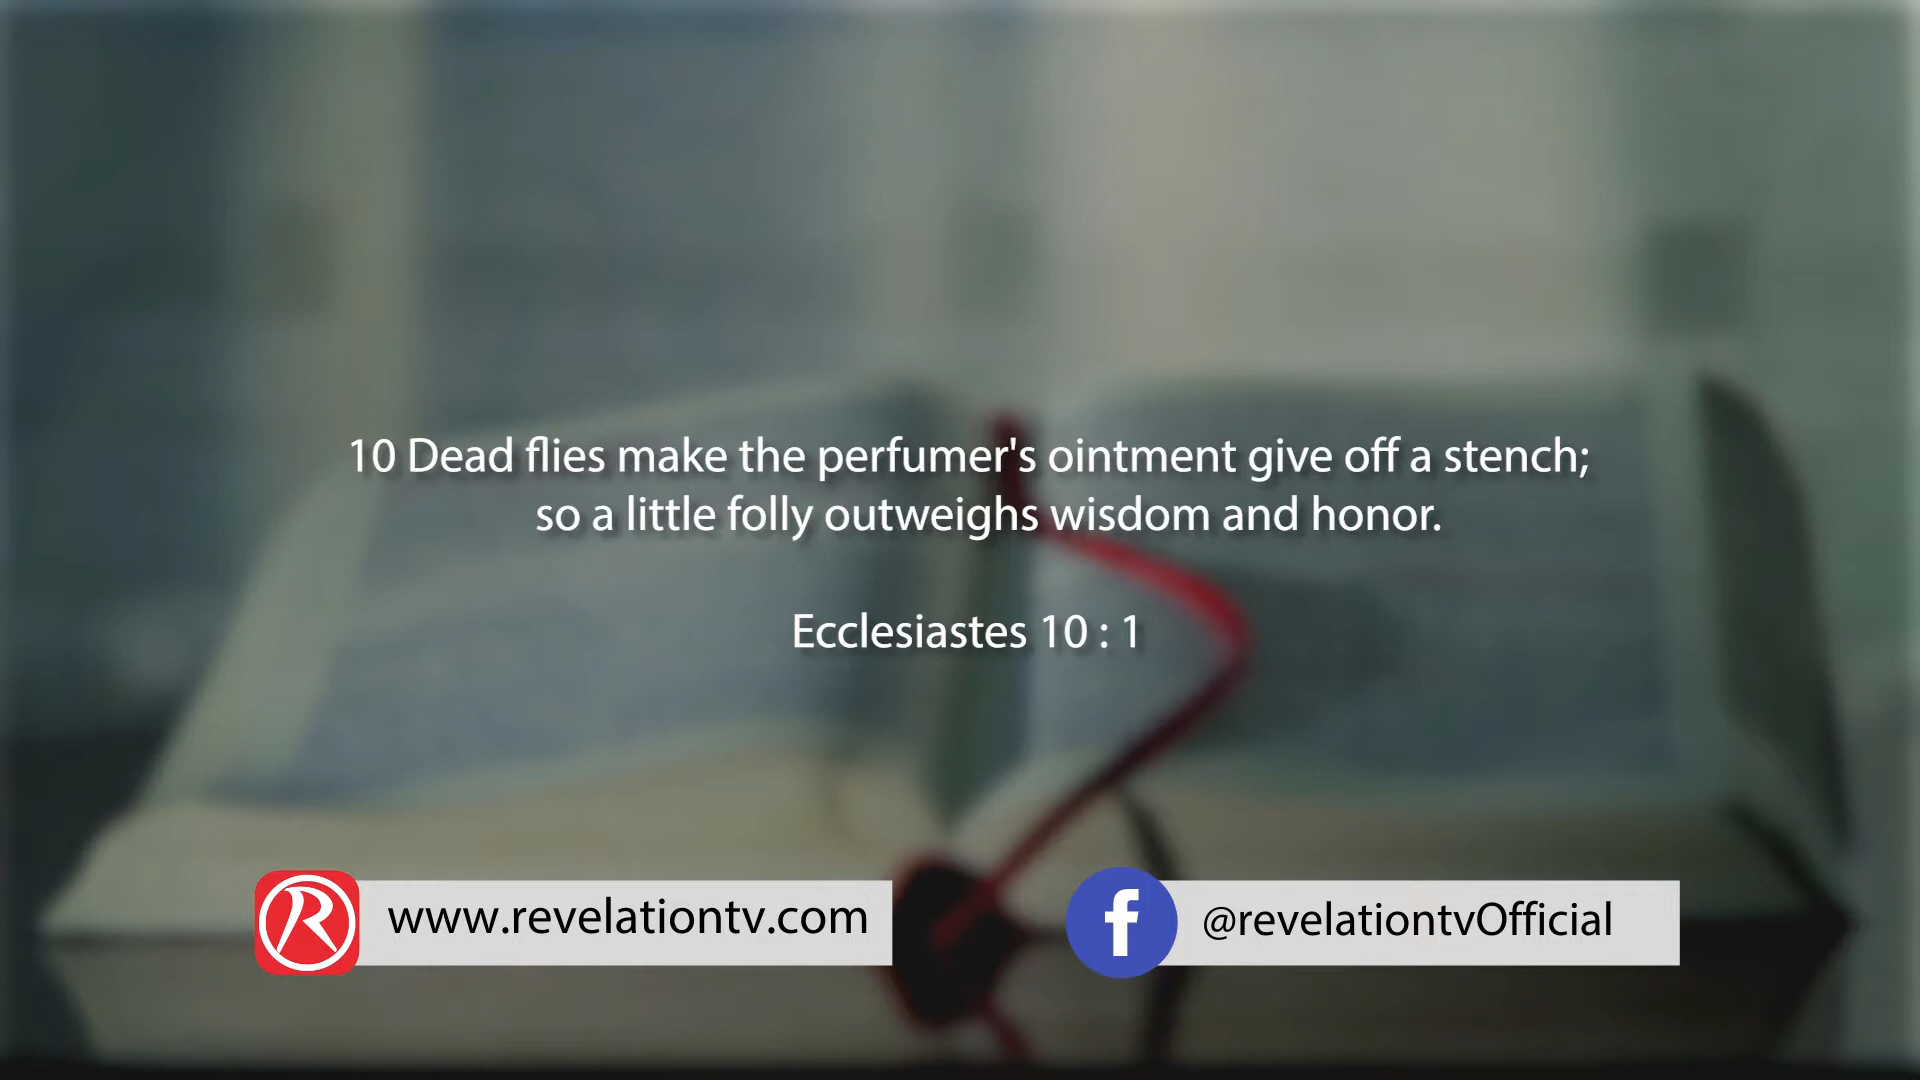 10 Dead flies make the perfumer's ointment give off a stench;
so a little folly outweighs wisdom and honor.
Ecclesiastes 10 : 1
www.revelationtv.com
@revelationtvOfficial